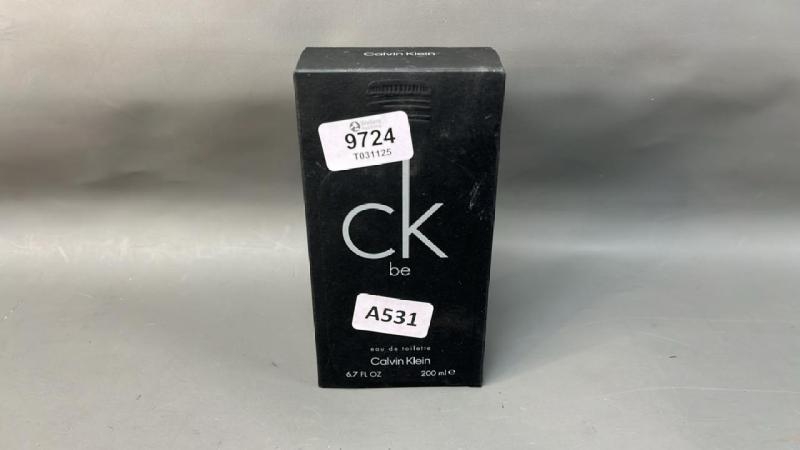 Calvin Klein
9724
T031125
ck
be
A531
eau de toilette
Calvin Klein
6.7 FL OZ 200 ml e